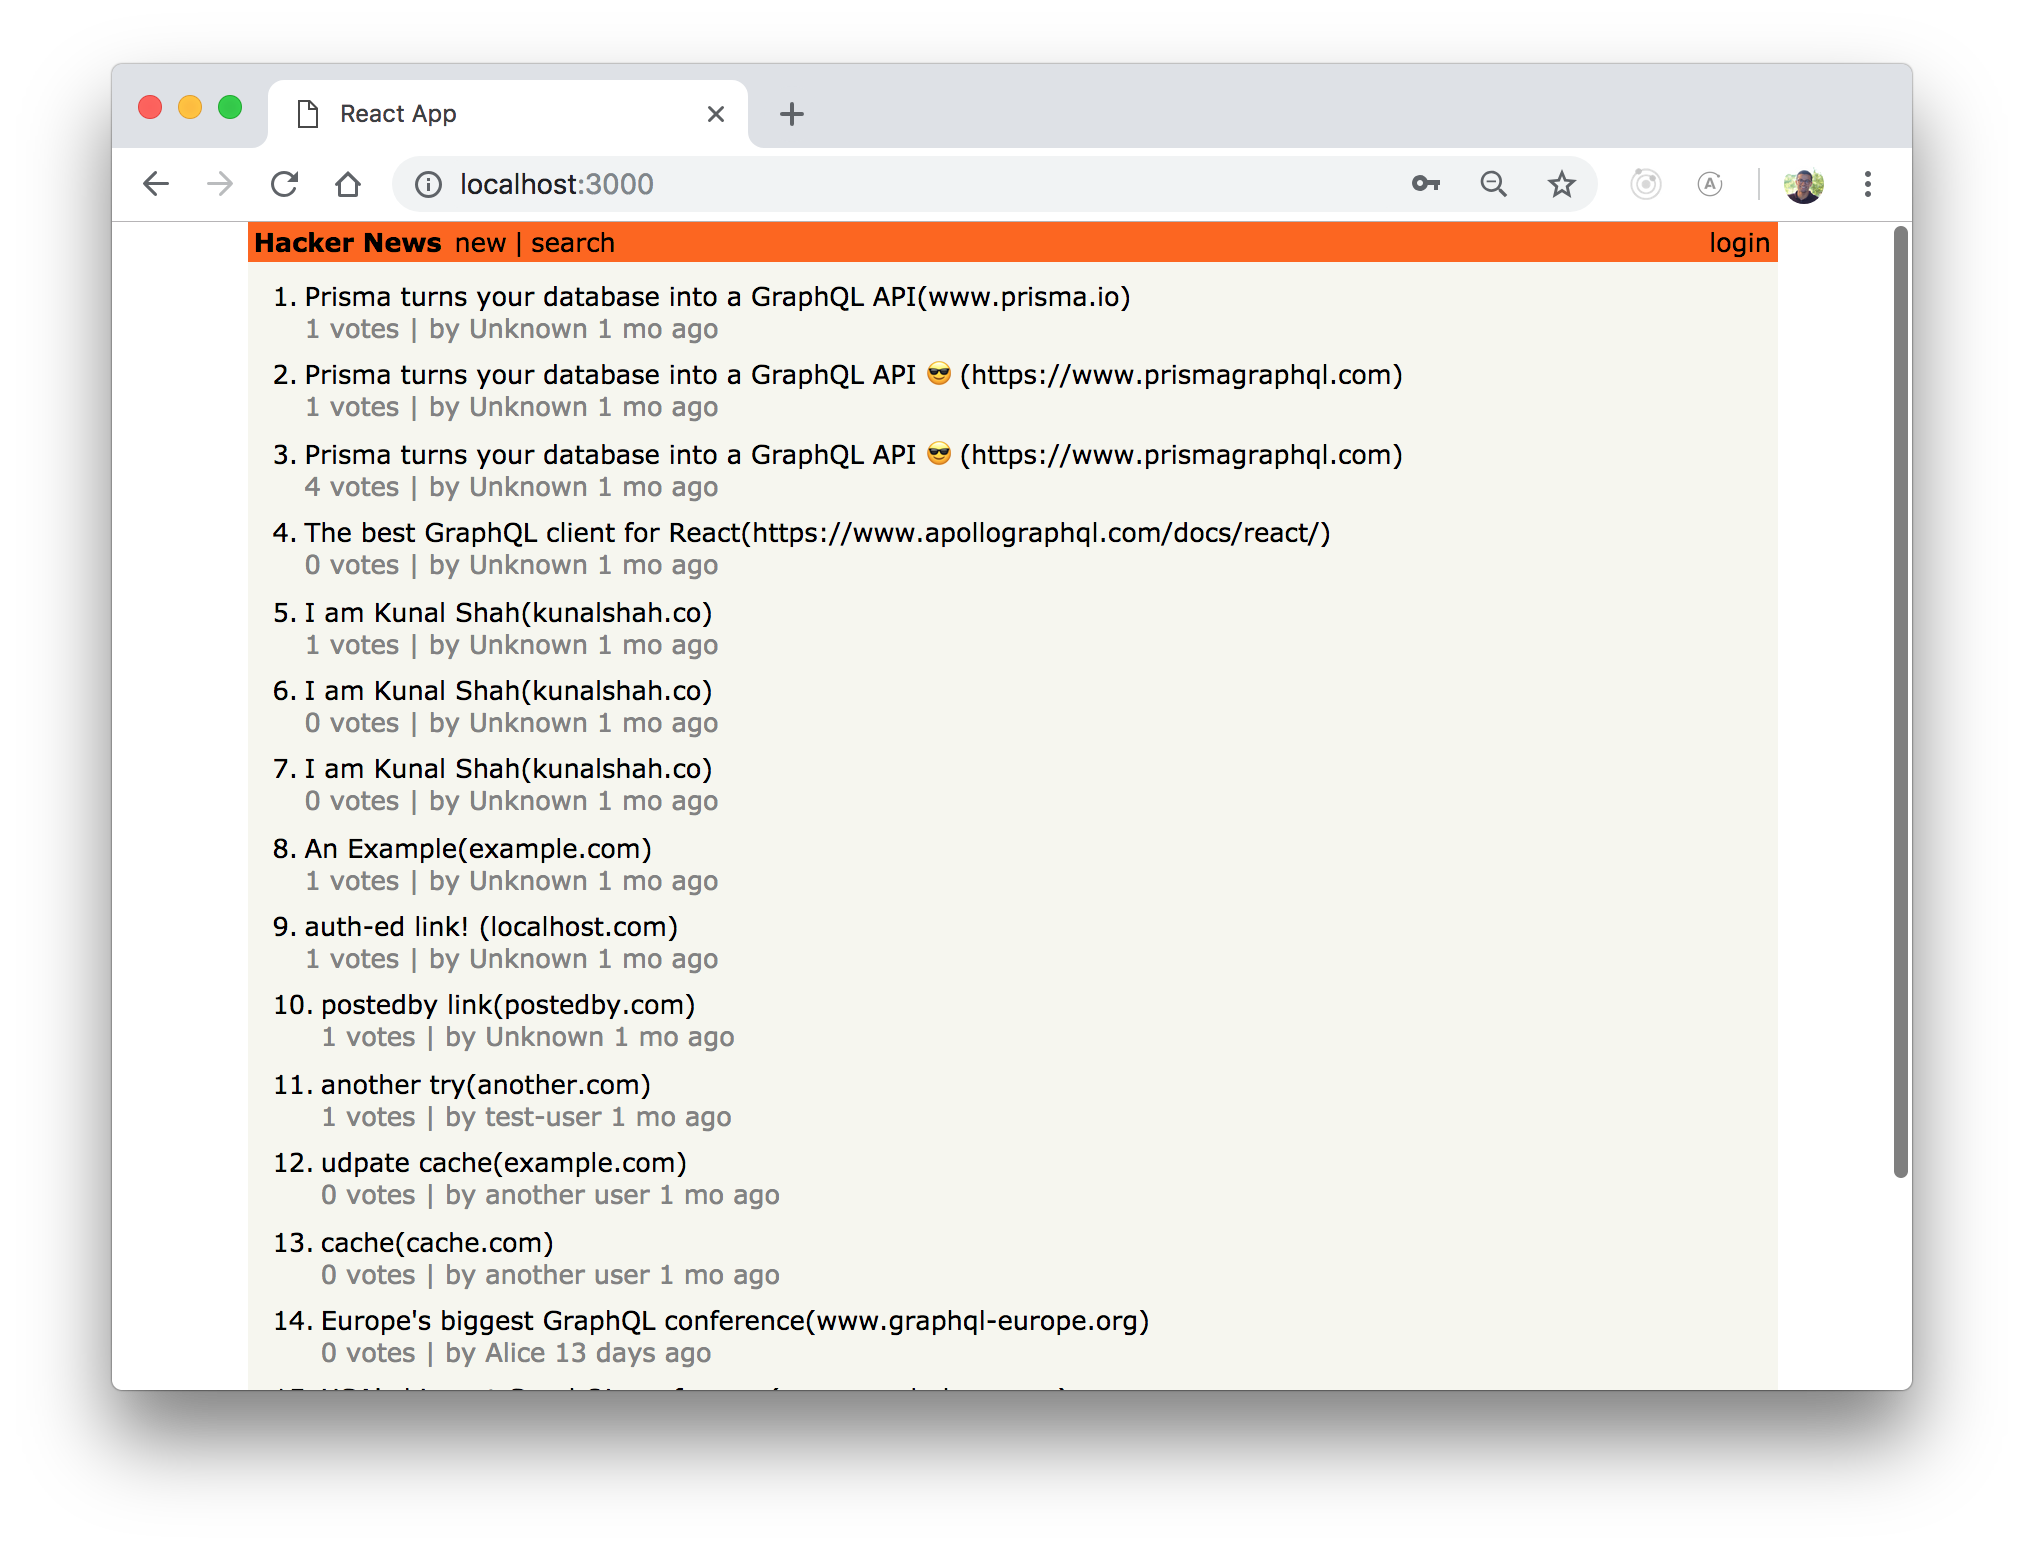 React App
localhost:3000
Hacker News new | search login
1. Prisma turns your database into a GraphQL API(www.prisma.io)
1 votes | by Unknown 1 mo ago
2. Prisma turns your database into a GraphQL API 😎 (https://www.prismagraphql.com)
1 votes | by Unknown 1 mo ago
3. Prisma turns your database into a GraphQL API 😎 (https://www.prismagraphql.com)
4 votes | by Unknown 1 mo ago
4. The best GraphQL client for React(https://www.apollographql.com/docs/react/)
0 votes | by Unknown 1 mo ago
5. I am Kunal Shah(kunalshah.co)
1 votes | by Unknown 1 mo ago
6. I am Kunal Shah(kunalshah.co)
0 votes | by Unknown 1 mo ago
7. I am Kunal Shah(kunalshah.co)
0 votes | by Unknown 1 mo ago
8. An Example(example.com)
1 votes | by Unknown 1 mo ago
9. auth-ed link! (localhost.com)
1 votes | by Unknown 1 mo ago
10. postedby link(postedby.com)
1 votes | by Unknown 1 mo ago
11. another try(another.com)
1 votes | by test-user 1 mo ago
12. udpate cache(example.com)
0 votes | by another user 1 mo ago
13. cache(cache.com)
0 votes | by another user 1 mo ago
14. Europe's biggest GraphQL conference(www.graphql-europe.org)
0 votes | by Alice 13 days ago